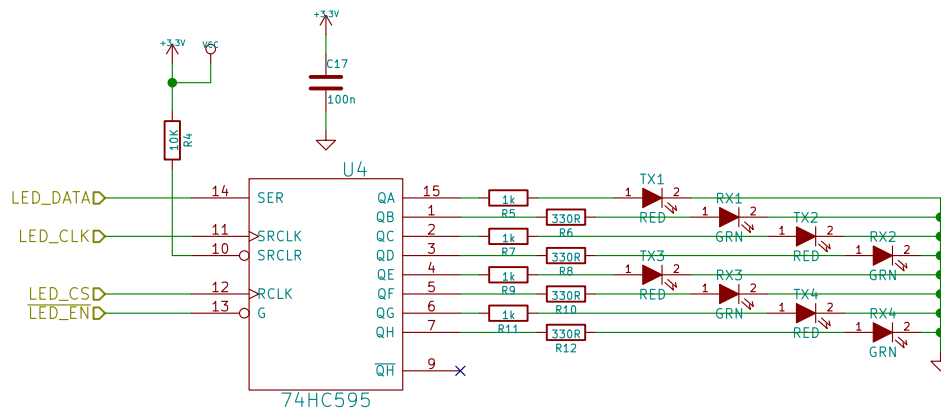 +3.3V
+3.3V
VCC
C17
100n
10K
R4
U4
LED_DATA
14
SER
QA
15
1k
R5
1
TX1
2
RED
QB
1
330R
R6
1
RX1
2
GRN
LED_CLK
11
SRCLK
QC
2
1k
R7
1
TX2
2
RED
10
SRCLR
QD
3
330R
R8
1
RX2
2
GRN
QE
4
1k
R9
1
TX3
2
RED
LED_CS
12
RCLK
QF
5
330R
R10
1
RX3
2
GRN
LED_EN
13
G
QG
6
1k
R11
1
TX4
2
RED
QH
7
330R
R12
1
RX4
2
GRN
QH
9
74HC595